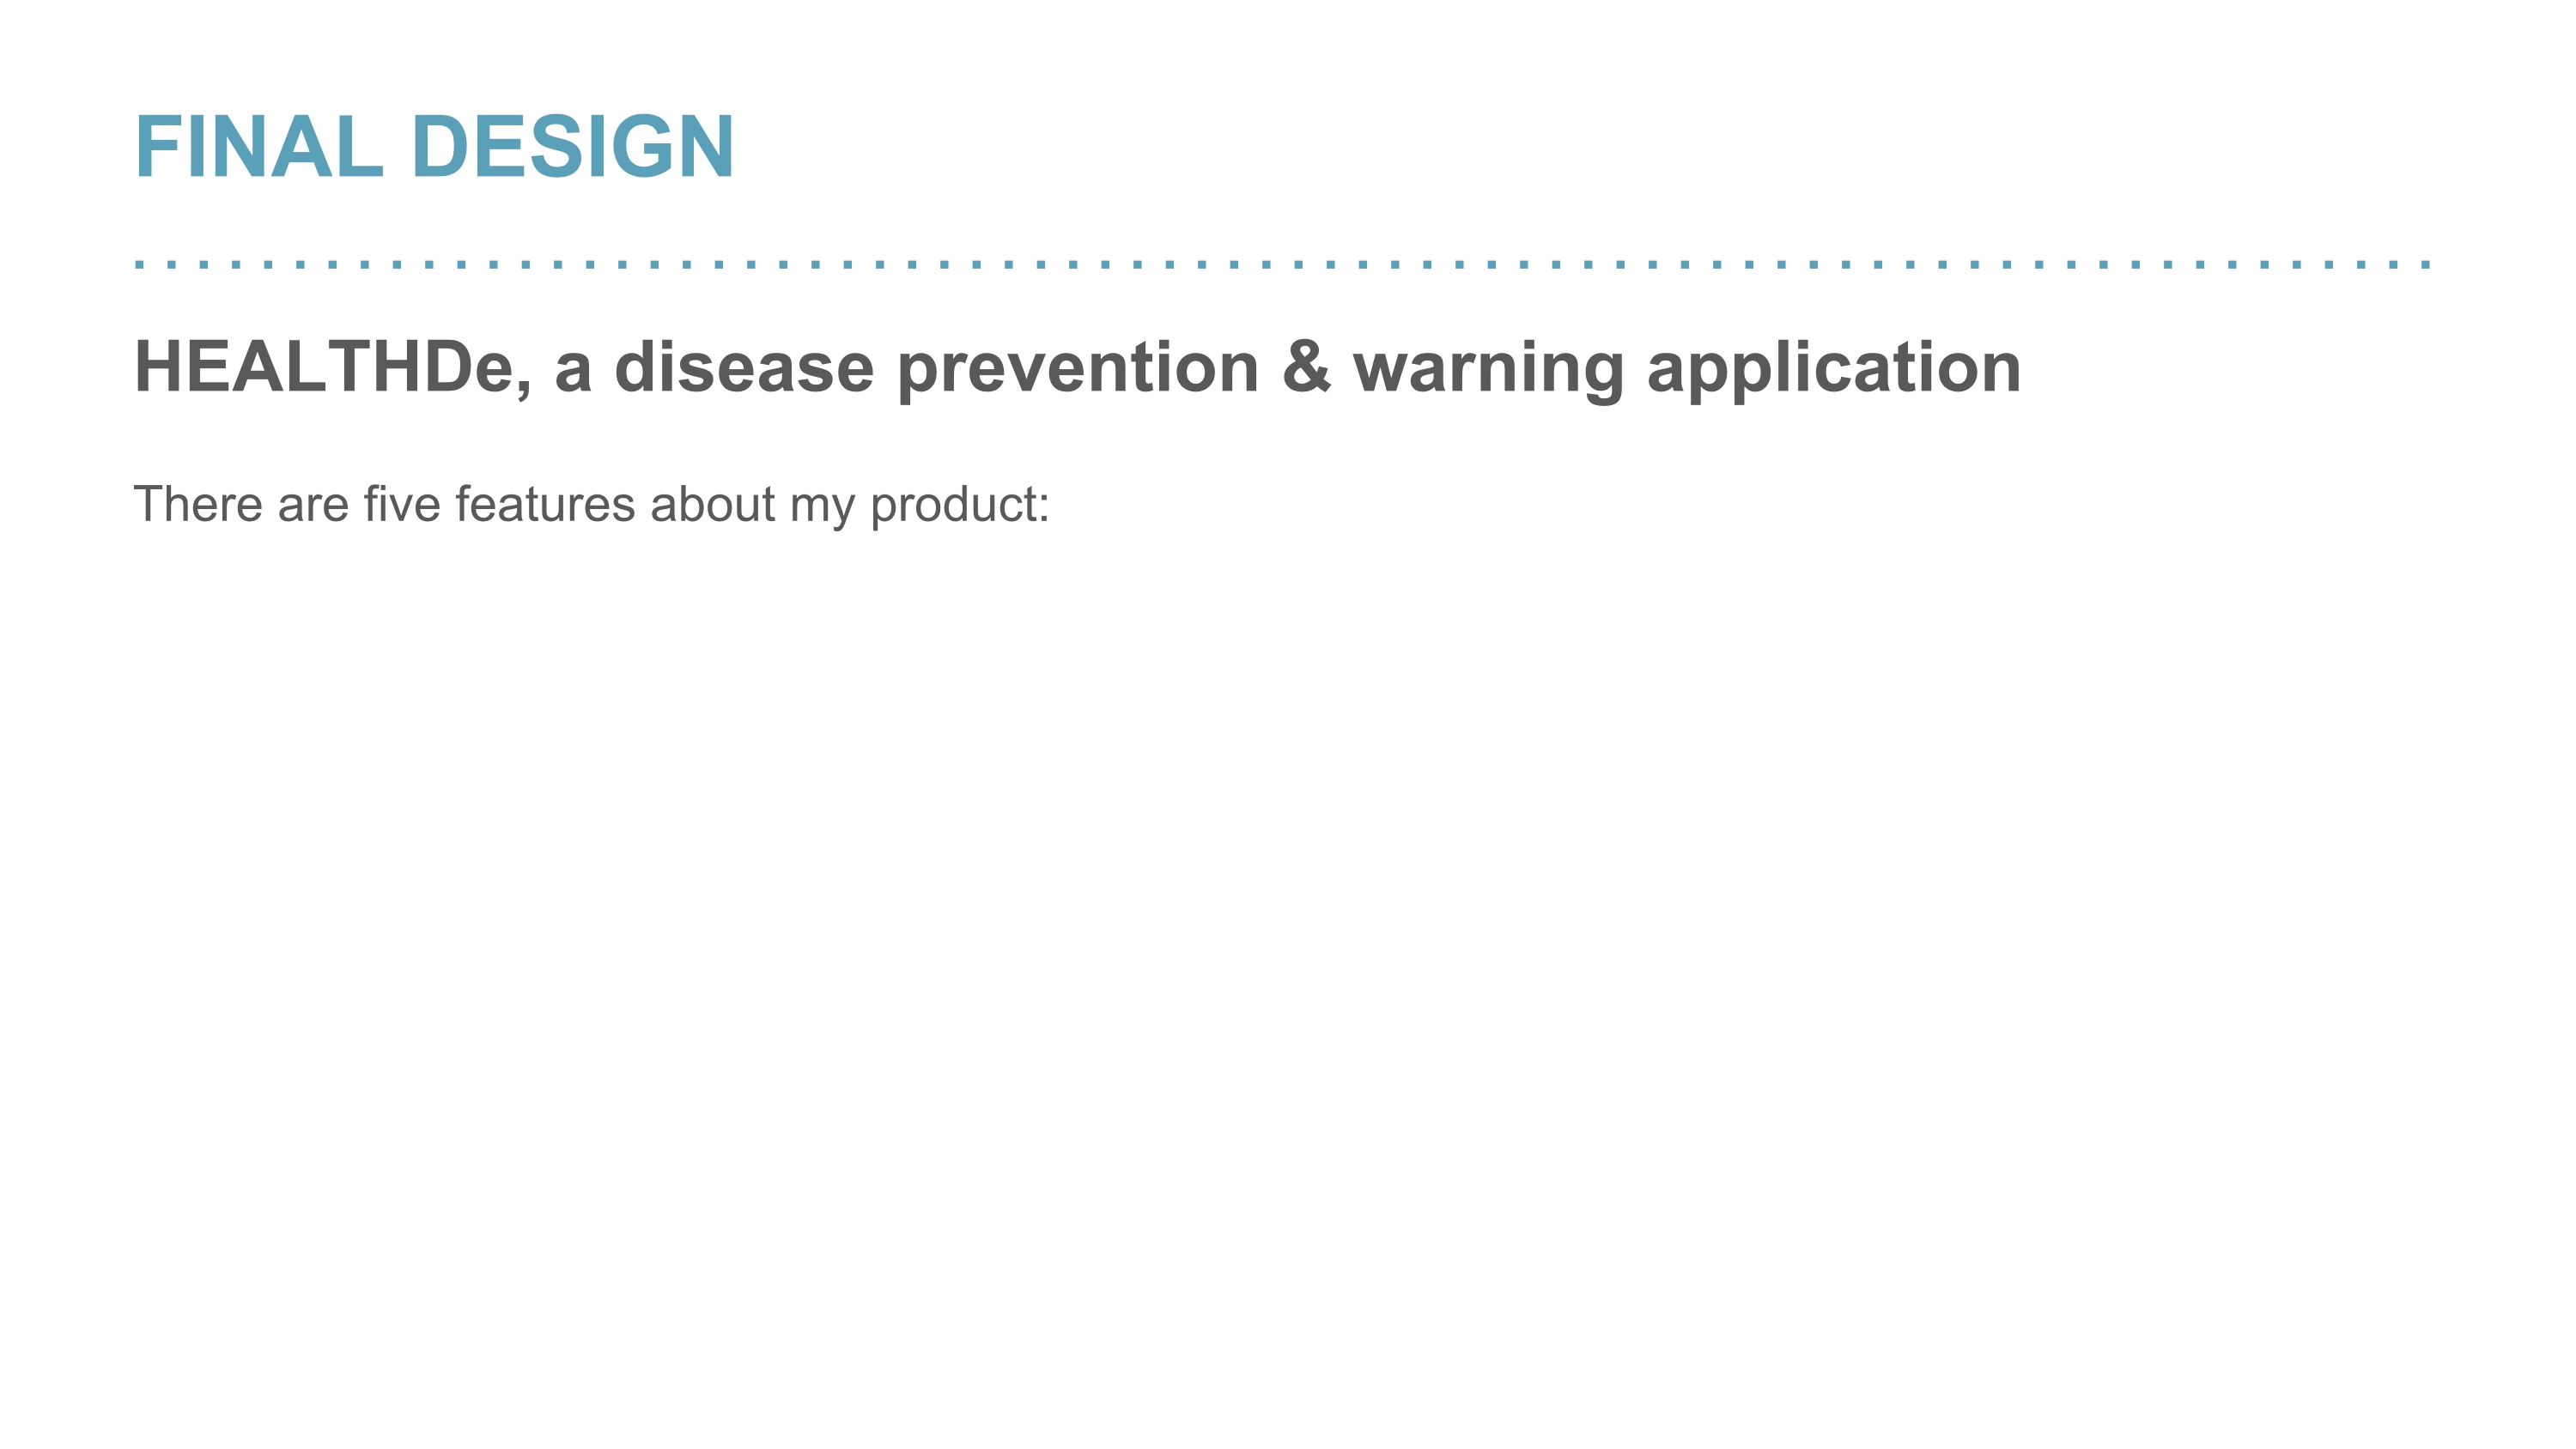 FINAL DESIGN
HEALTHDe, a disease prevention & warning application
There are five features about my product: